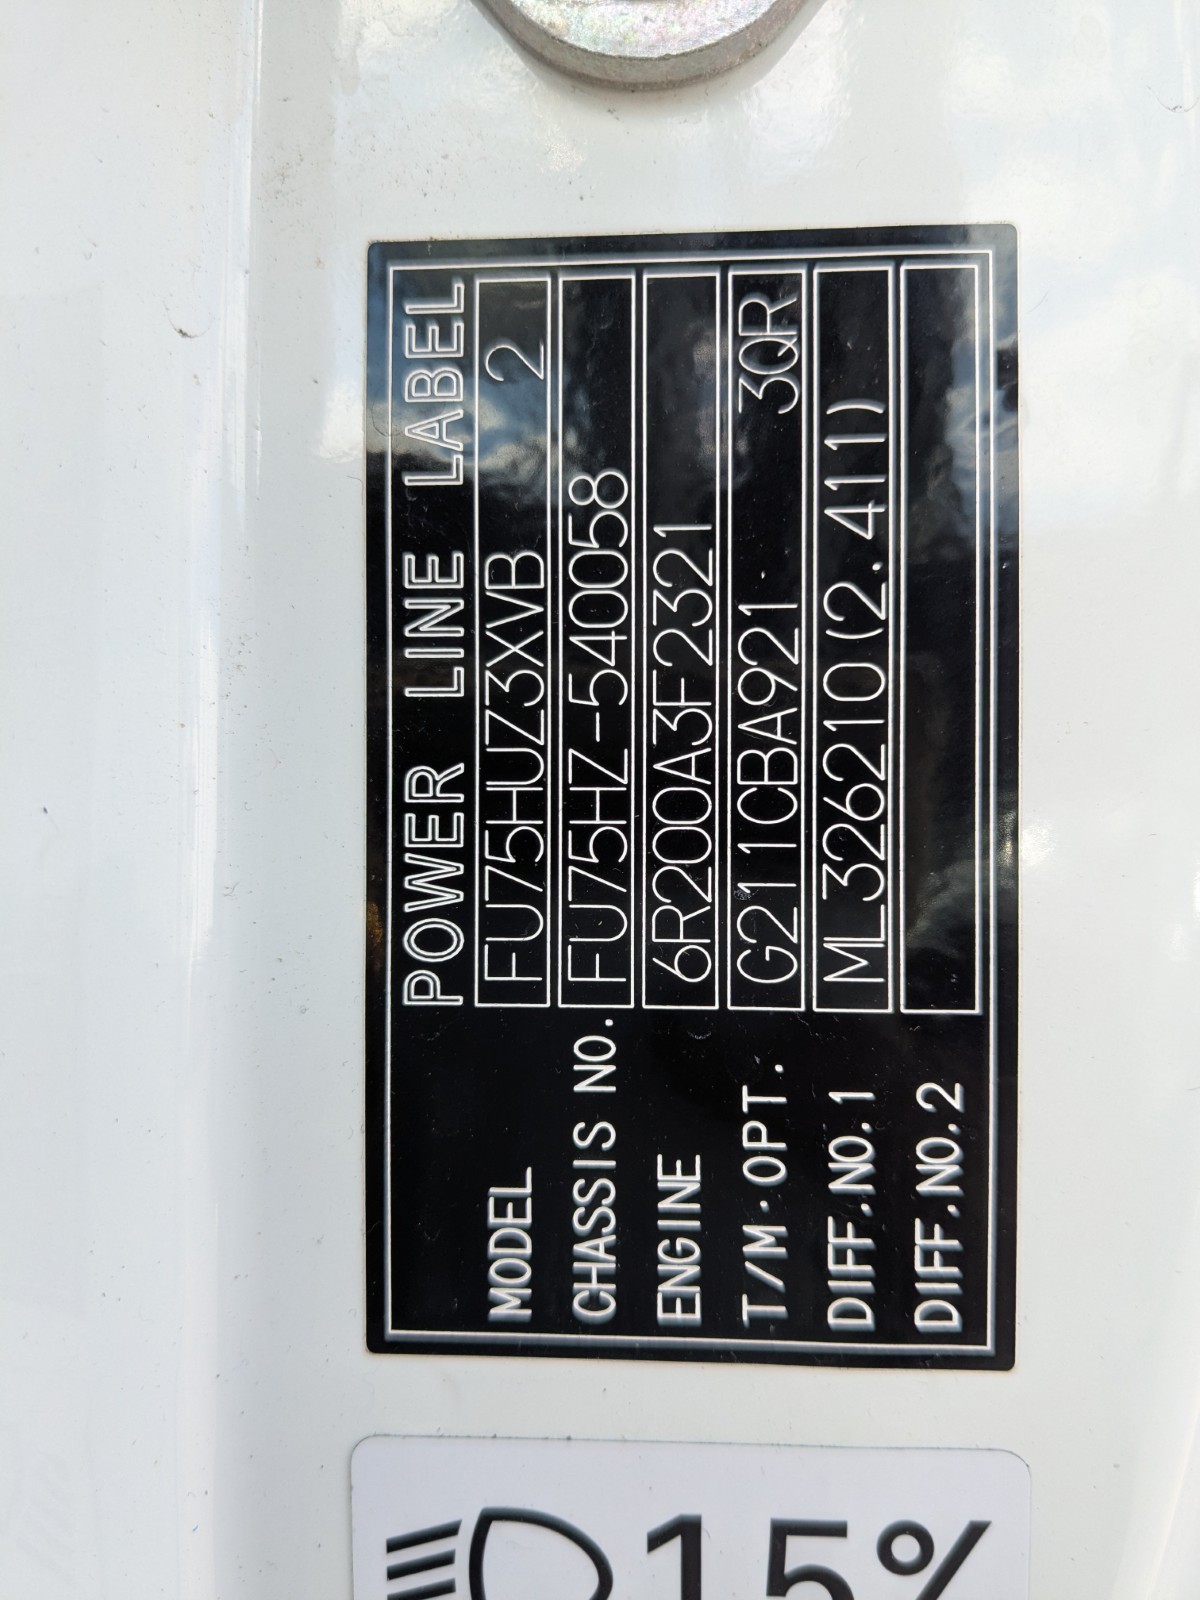 POWER LINE LABEL
MODEL FU75HUZ3XVB 2
CHASSIS NO. FU75HZ-540058
ENGINE 6R200A3F2321
T/M·OPT. G211CBA921 3QR
DIFF.NO.1 ML326210(2.411)
DIFF.NO.2
15%